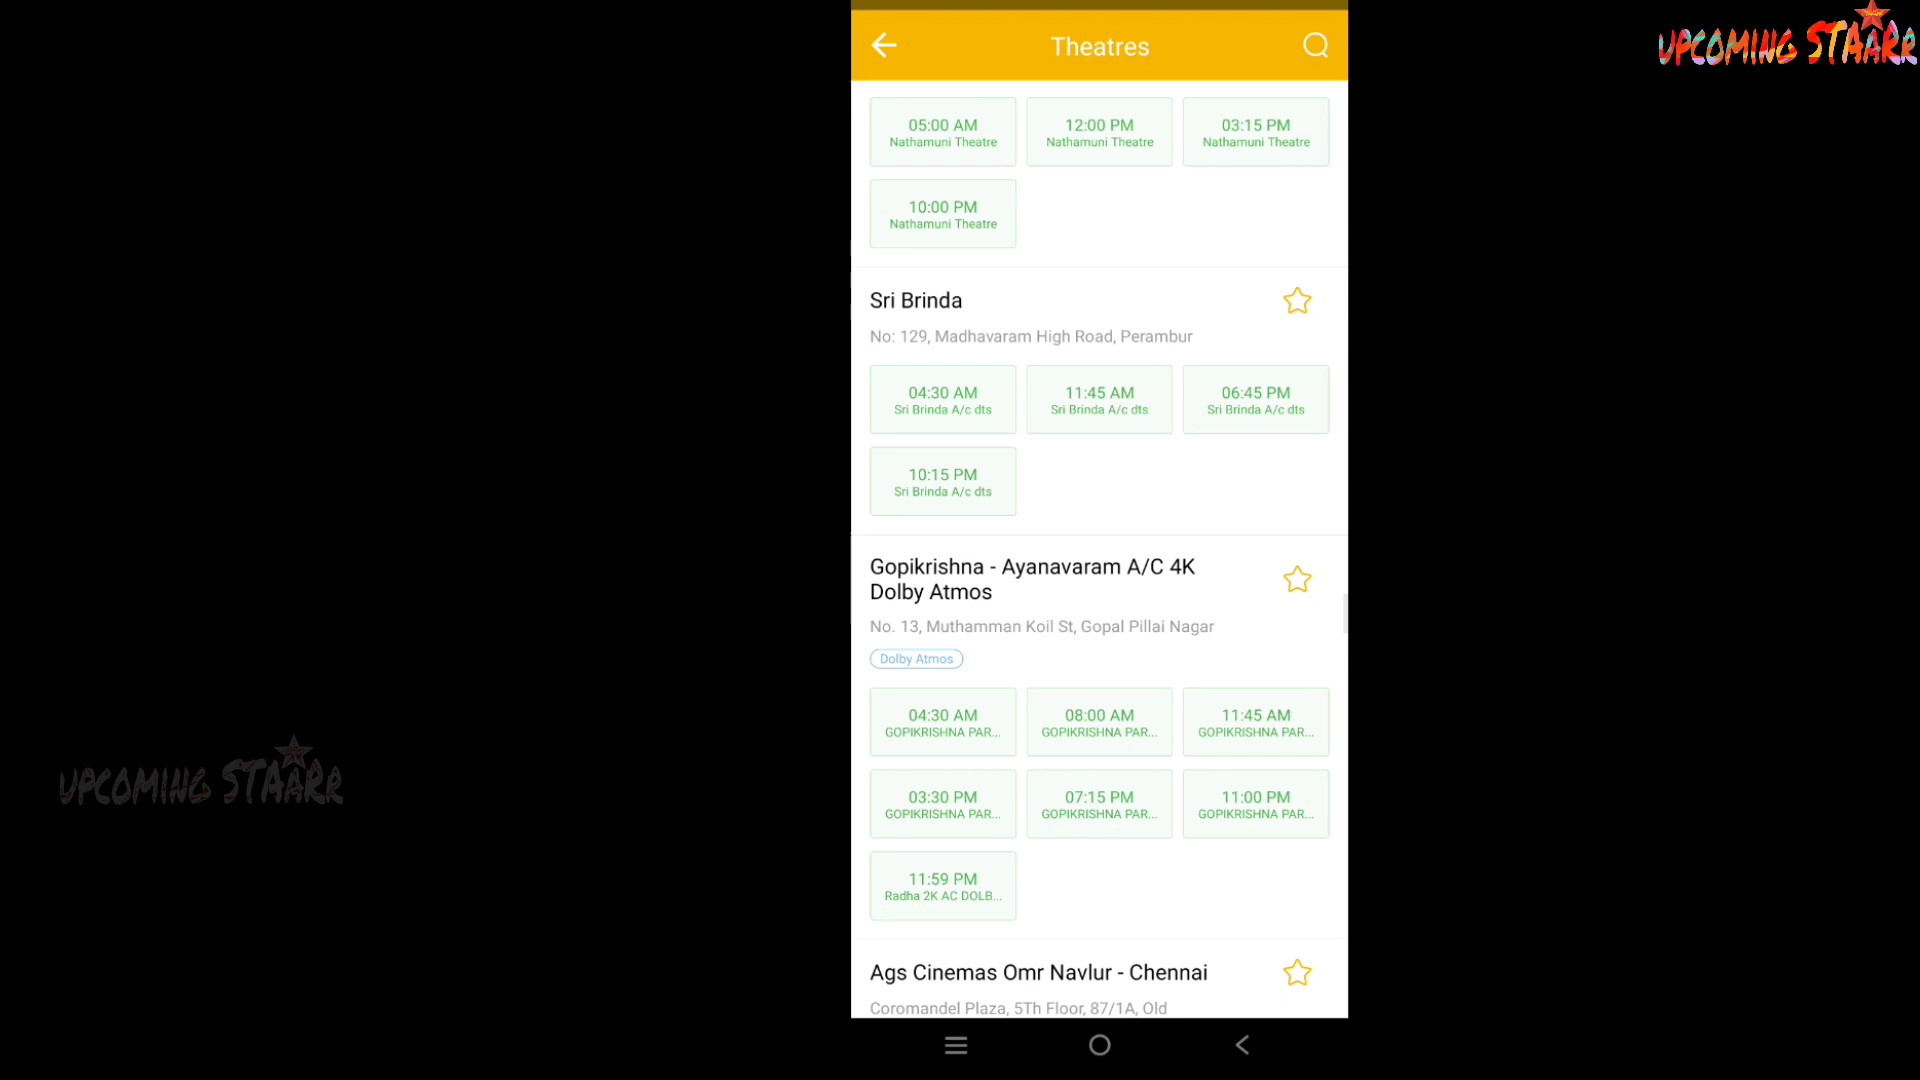 Theatres
UPCOMING STAARR
05:00 AM
Nathamuni Theatre
12:00 PM
Nathamuni Theatre
03:15 PM
Nathamuni Theatre
10:00 PM
Nathamuni Theatre
Sri Brinda
No: 129, Madhavaram High Road, Perambur
04:30 AM
Sri Brinda A/c dts
11:45 AM
Sri Brinda A/c dts
06:45 PM
Sri Brinda A/c dts
10:15 PM
Sri Brinda A/c dts
Gopikrishna - Ayanavaram A/C 4K
Dolby Atmos
No. 13, Muthamman Koil St, Gopal Pillai Nagar
Dolby Atmos
04:30 AM
GOPIKRISHNA PAR...
08:00 AM
GOPIKRISHNA PAR...
11:45 AM
GOPIKRISHNA PAR...
03:30 PM
GOPIKRISHNA PAR...
07:15 PM
GOPIKRISHNA PAR...
11:00 PM
GOPIKRISHNA PAR...
UPCOMING STAARR
11:59 PM
Radha 2K AC DOLB...
Ags Cinemas Omr Navlur - Chennai
Coromandel Plaza, 5Th Floor, 87/1A, Old